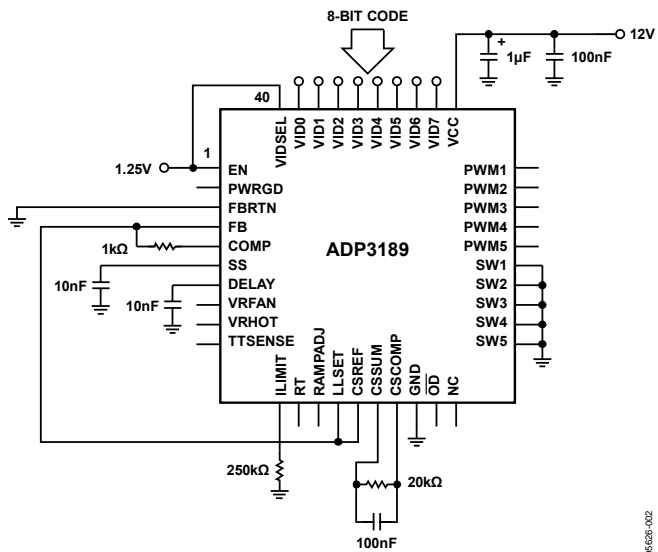 8-BIT CODE
12V
1µF
100nF
40
VIDSEL
VID0
VID1
VID2
VID3
VID4
VID5
VID6
VID7
VCC
1
1.25V
EN
PWRGD
FBRTN
FB
COMP
SS
DELAY
VRFAN
VRHOT
TTSENSE
1kΩ
10nF
10nF
ADP3189
PWM1
PWM2
PWM3
PWM4
PWM5
SW1
SW2
SW3
SW4
SW5
ILIMIT
RT
RAMPADJ
LLSET
CSREF
CSSUM
CSCOMP
GND
OD
NC
250kΩ
20kΩ
100nF
05626-002